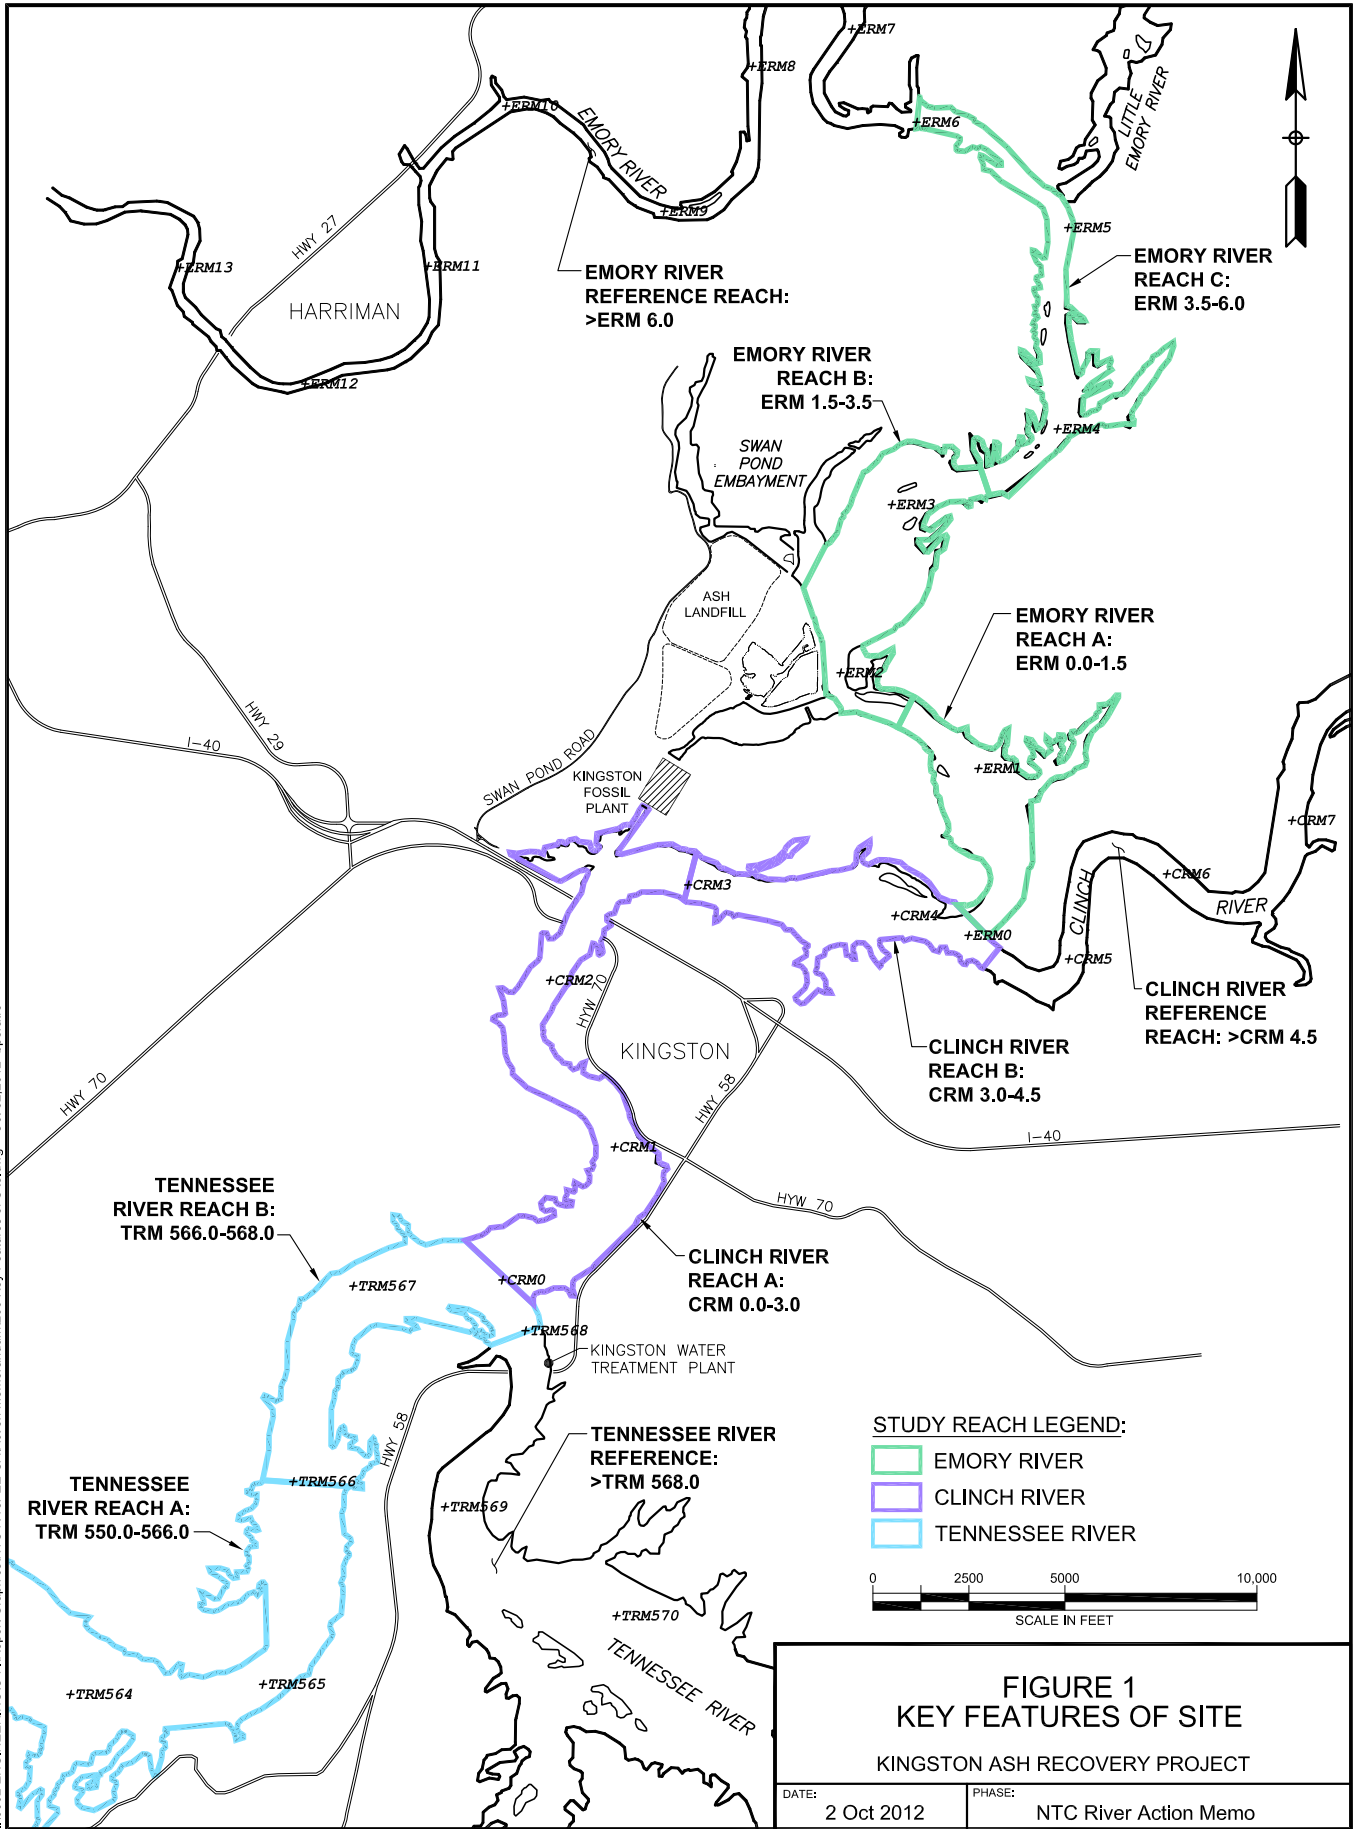 +ERM7
+ERM8
+ERM10
EMORY RIVER
+ERM6
LITTLE
EMORY RIVER
+ERM9
+ERM5
HWY 27
+ERM13
+ERM11
EMORY RIVER
REFERENCE REACH:
>ERM 6.0
EMORY RIVER
REACH C:
ERM 3.5-6.0
HARRIMAN
+ERM12
EMORY RIVER
REACH B:
ERM 1.5-3.5
+ERM4
SWAN
POND
EMBAYMENT
+ERM3
ASH
LANDFILL
EMORY RIVER
REACH A:
ERM 0.0-1.5
+ERM2
HWY 29
I-40
SWAN POND ROAD
KINGSTON
FOSSIL
PLANT
+ERM1
+CRM7
+CRM3
+CRM6
CLINCH
RIVER
+CRM4
+ERM0
+CRM5
+CRM2
HYW 70
CLINCH RIVER
REFERENCE
REACH: >CRM 4.5
KINGSTON
CLINCH RIVER
REACH B:
CRM 3.0-4.5
HWY 70
HWY 58
I-40
+CRM1
HYW 70
TENNESSEE
RIVER REACH B:
TRM 566.0-568.0
CLINCH RIVER
REACH A:
CRM 0.0-3.0
+CRM0
+TRM567
+TRM568
KINGSTON WATER
TREATMENT PLANT
HWY 58
TENNESSEE RIVER
REFERENCE:
>TRM 568.0
+TRM566
TENNESSEE
RIVER REACH A:
TRM 550.0-566.0
+TRM569
+TRM570
TENNESSEE RIVER
+TRM565
+TRM564
STUDY REACH LEGEND:
EMORY RIVER
CLINCH RIVER
TENNESSEE RIVER
0 2500 5000 10,000
SCALE IN FEET
FIGURE 1
KEY FEATURES OF SITE
KINGSTON ASH RECOVERY PROJECT
DATE:
2 Oct 2012
PHASE:
NTC River Action Memo